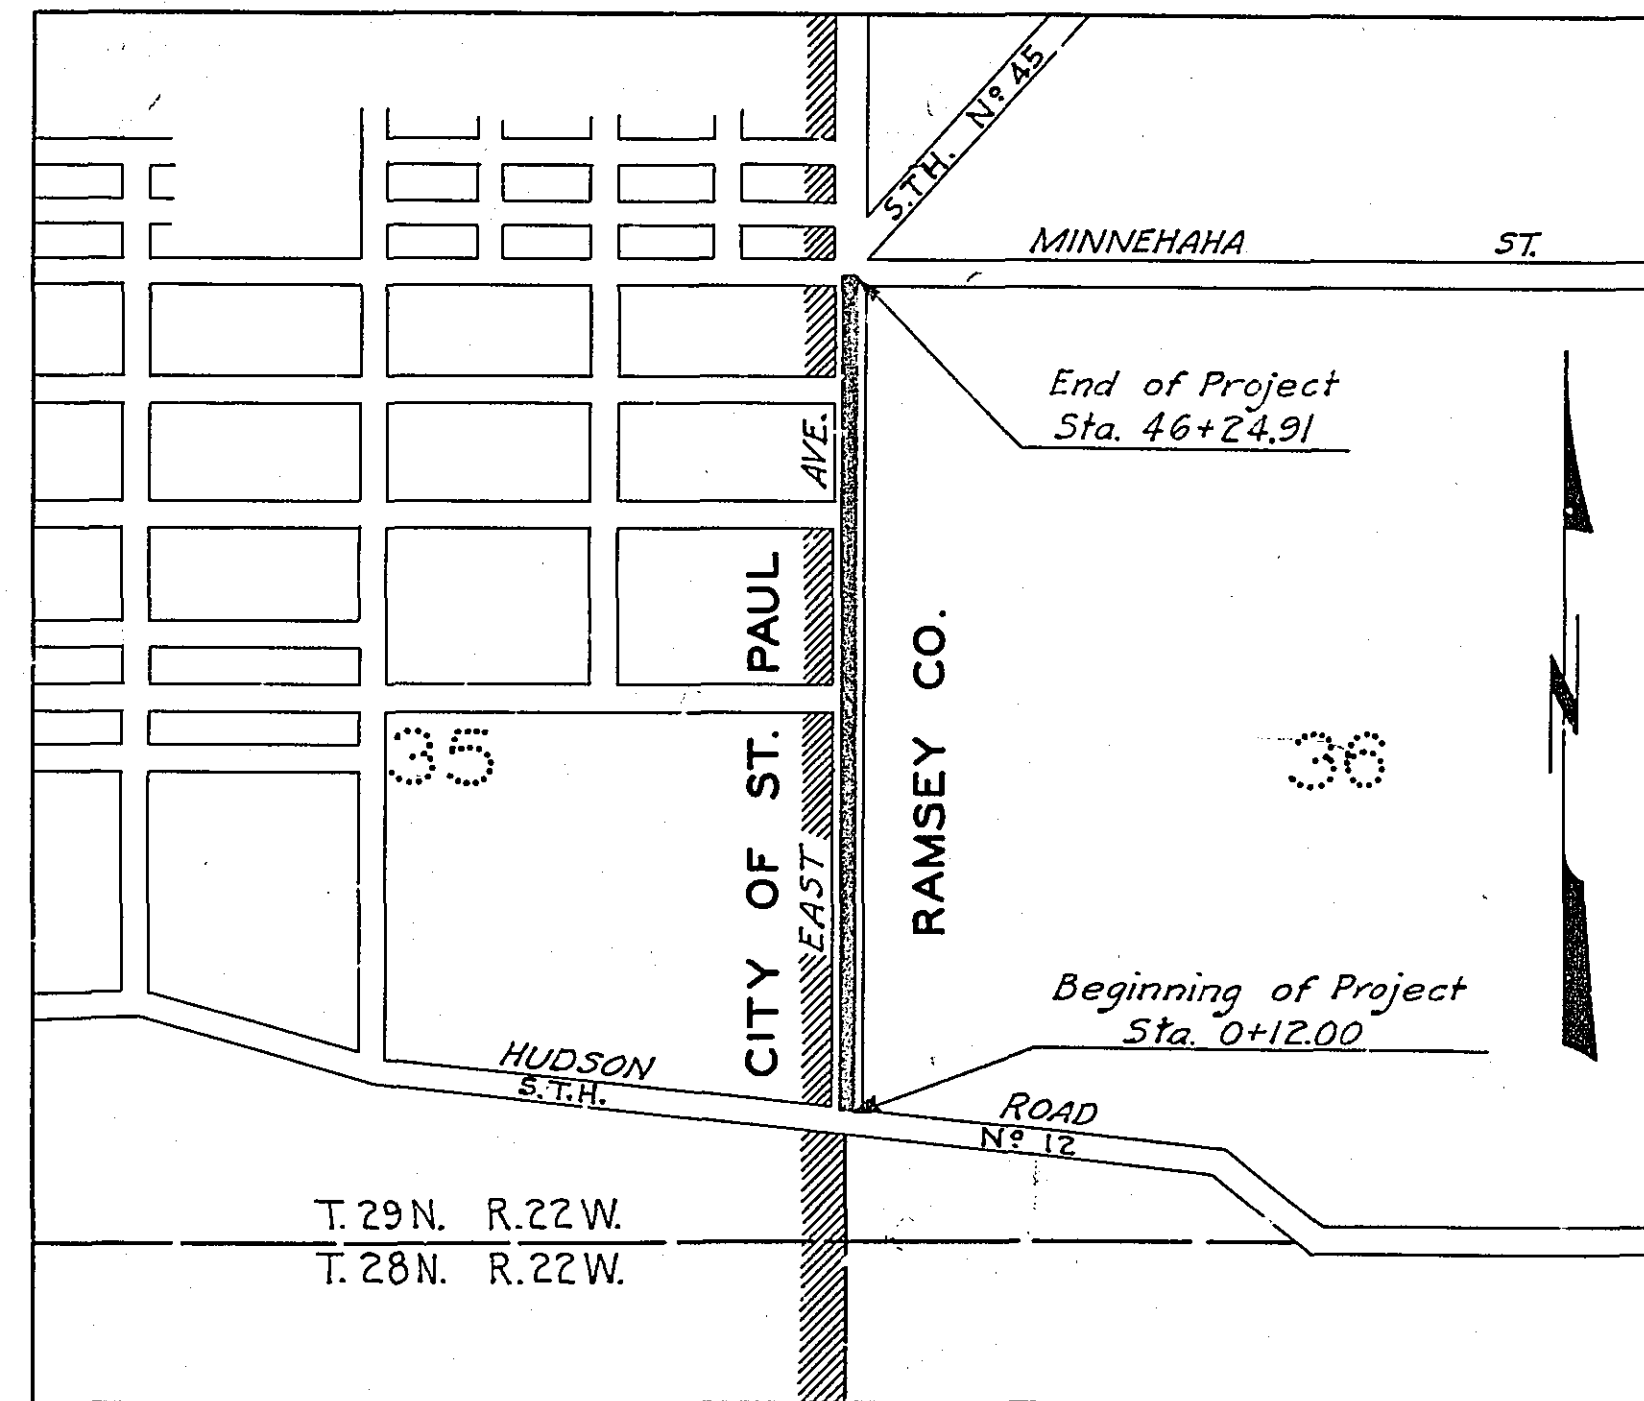 S.T.H. Nº 45
MINNEHAHA ST.
End of Project
Sta. 46+24.91
EAST AVE.
CITY OF ST. PAUL
RAMSEY CO.
N
35
36
Beginning of Project
Sta. 0+12.00
HUDSON ROAD
S.T.H. Nº 12
T. 29 N. R. 22 W.
T. 28 N. R. 22 W.